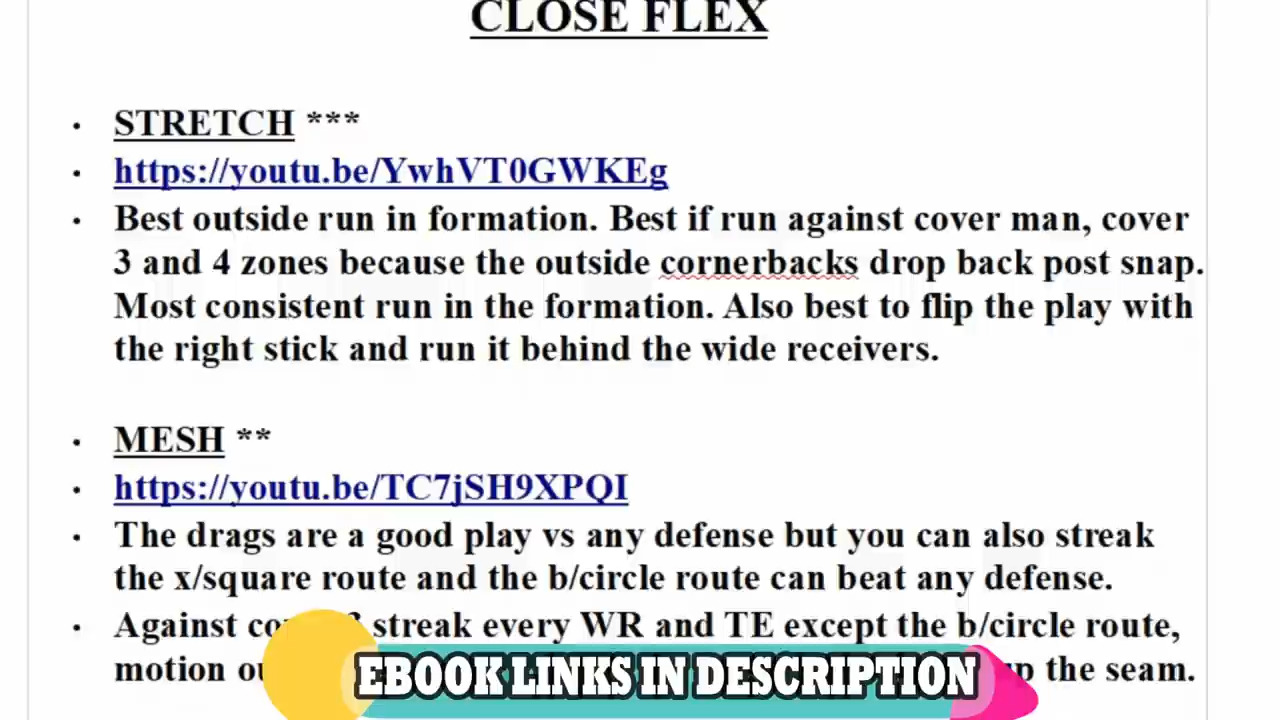 CLOSE FLEX
• STRETCH ***
• https://youtu.be/YwhVT0GWKEg
• Best outside run in formation. Best if run against cover man, cover
3 and 4 zones because the outside cornerbacks drop back post snap.
Most consistent run in the formation. Also best to flip the play with
the right stick and run it behind the wide receivers.
• MESH **
• https://youtu.be/TC7jSH9XPQI
• The drags are a good play vs any defense but you can also streak
the x/square route and the b/circle route can beat any defense.
• Against streak every WR and TE except the b/circle route,
motion the seam.
EBOOK LINKS IN DESCRIPTION